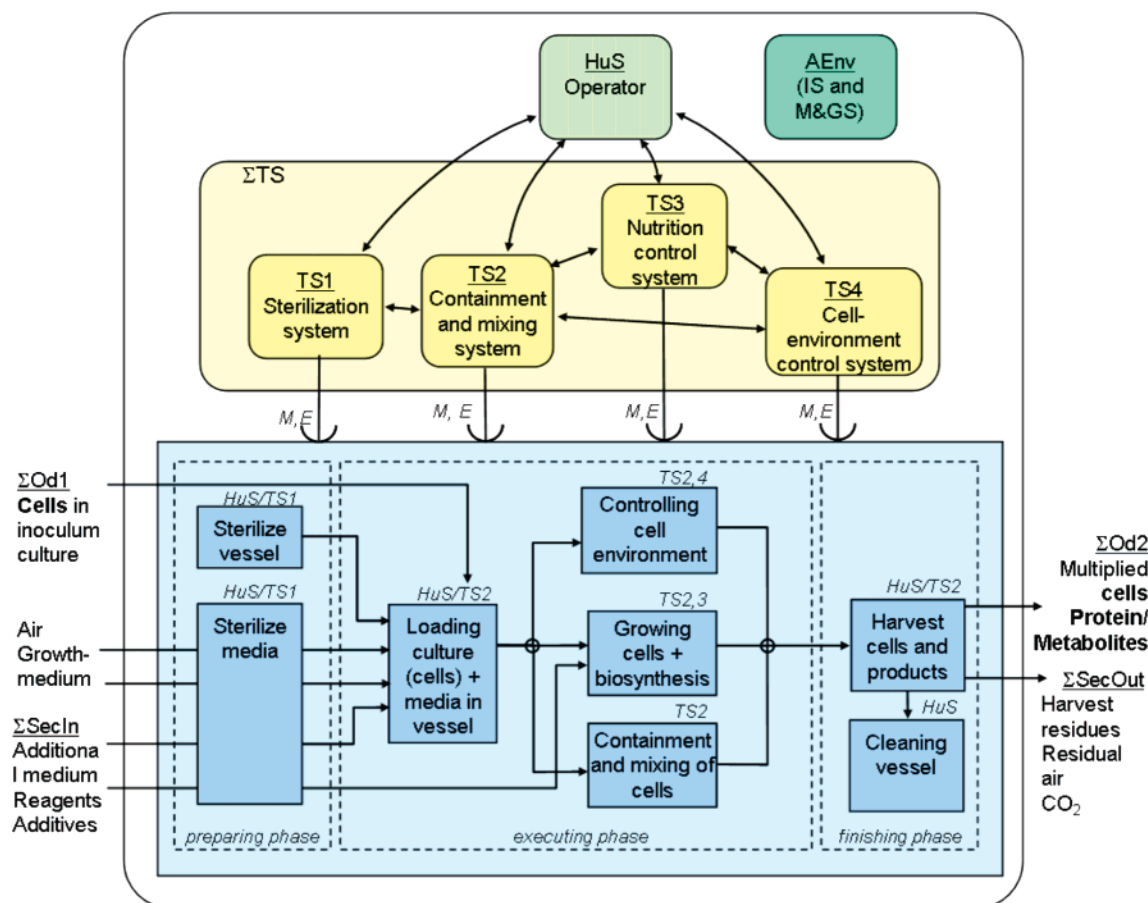 HuS
Operator
AEnv
(IS and
M&GS)
ΣTS
TS1
Sterilization
system
TS2
Containment
and mixing
system
TS3
Nutrition
control
system
TS4
Cell-
environment
control system
M, E
M, E
M, E
M, E
ΣOd1
Cells in
inoculum
culture
Air
Growth-
medium
ΣSecIn
Additiona
l medium
Reagents
Additives
HuS/TS1
Sterilize
vessel
HuS/TS1
Sterilize
media
preparing phase
HuS/TS2
Loading
culture
(cells) +
media in
vessel
TS2,4
Controlling
cell
environment
TS2,3
Growing
cells +
biosynthesis
TS2
Containment
and mixing of
cells
executing phase
HuS/TS2
Harvest
cells and
products
HuS
Cleaning
vessel
finishing phase
ΣOd2
Multiplied
cells
Protein/
Metabolites
ΣSecOut
Harvest
residues
Residual
air
CO₂